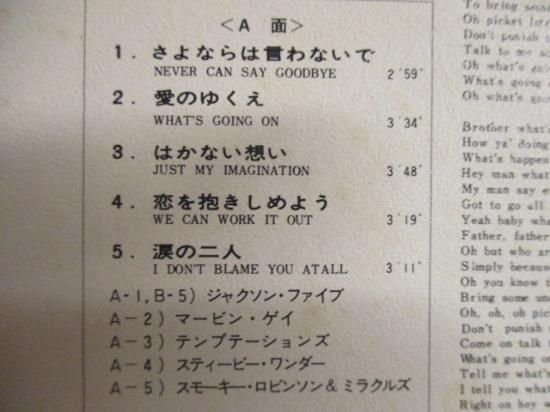 <A 面>
1. さよならは言わないで
NEVER CAN SAY GOODBYE 2'59"
2. 愛のゆくえ
WHAT'S GOING ON 3'34"
3. はかない想い
JUST MY IMAGINATION 3'48"
4. 恋を抱きしめよう
WE CAN WORK IT OUT 3'19"
5. 涙の二人
I DON'T BLAME YOU ATALL 3'11"
A-1, B-5) ジャクソン・ファイブ
A-2) マービン・ゲイ
A-3) テンプテーションズ
A-4) スティービー・ワンダー
A-5) スモーキー・ロビンソン&ミラクルズ
To bring some
Oh picket
Don't punish
Talk to me
Oh what's
What's going
Oh what's
Brother what'
How ya' doing
What's happen
Hey man what'
My man say
Got to go all
Yeah baby wha
Father, father
Oh but who are
Simply because
Oh you know
Bring some un
Oh, oh, oh pic
Don't punish
Come on talk
What's going o
Tell me what'
I tell you what
Right on hey